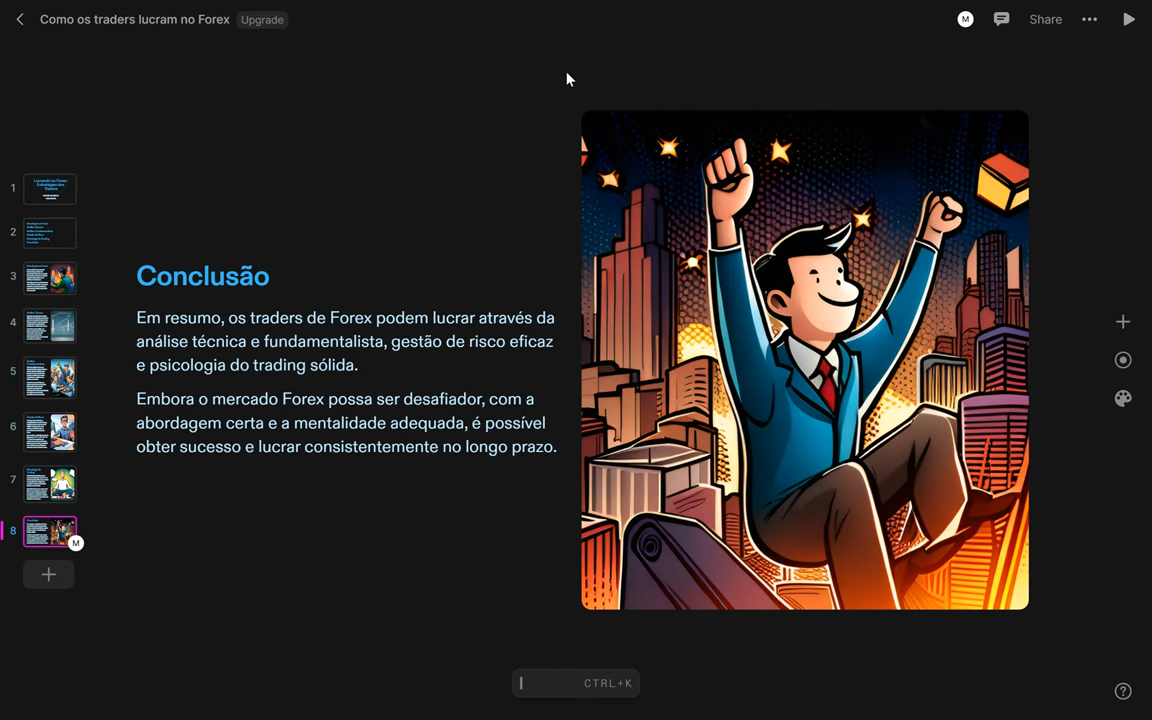 Como os traders lucram no Forex Upgrade
M
Share
1
2
3
4
5
6
7
8
M
Conclusão
Em resumo, os traders de Forex podem lucrar através da
análise técnica e fundamentalista, gestão de risco eficaz
e psicologia do trading sólida.
Embora o mercado Forex possa ser desafiador, com a
abordagem certa e a mentalidade adequada, é possível
obter sucesso e lucrar consistentemente no longo prazo.
CTRL+K